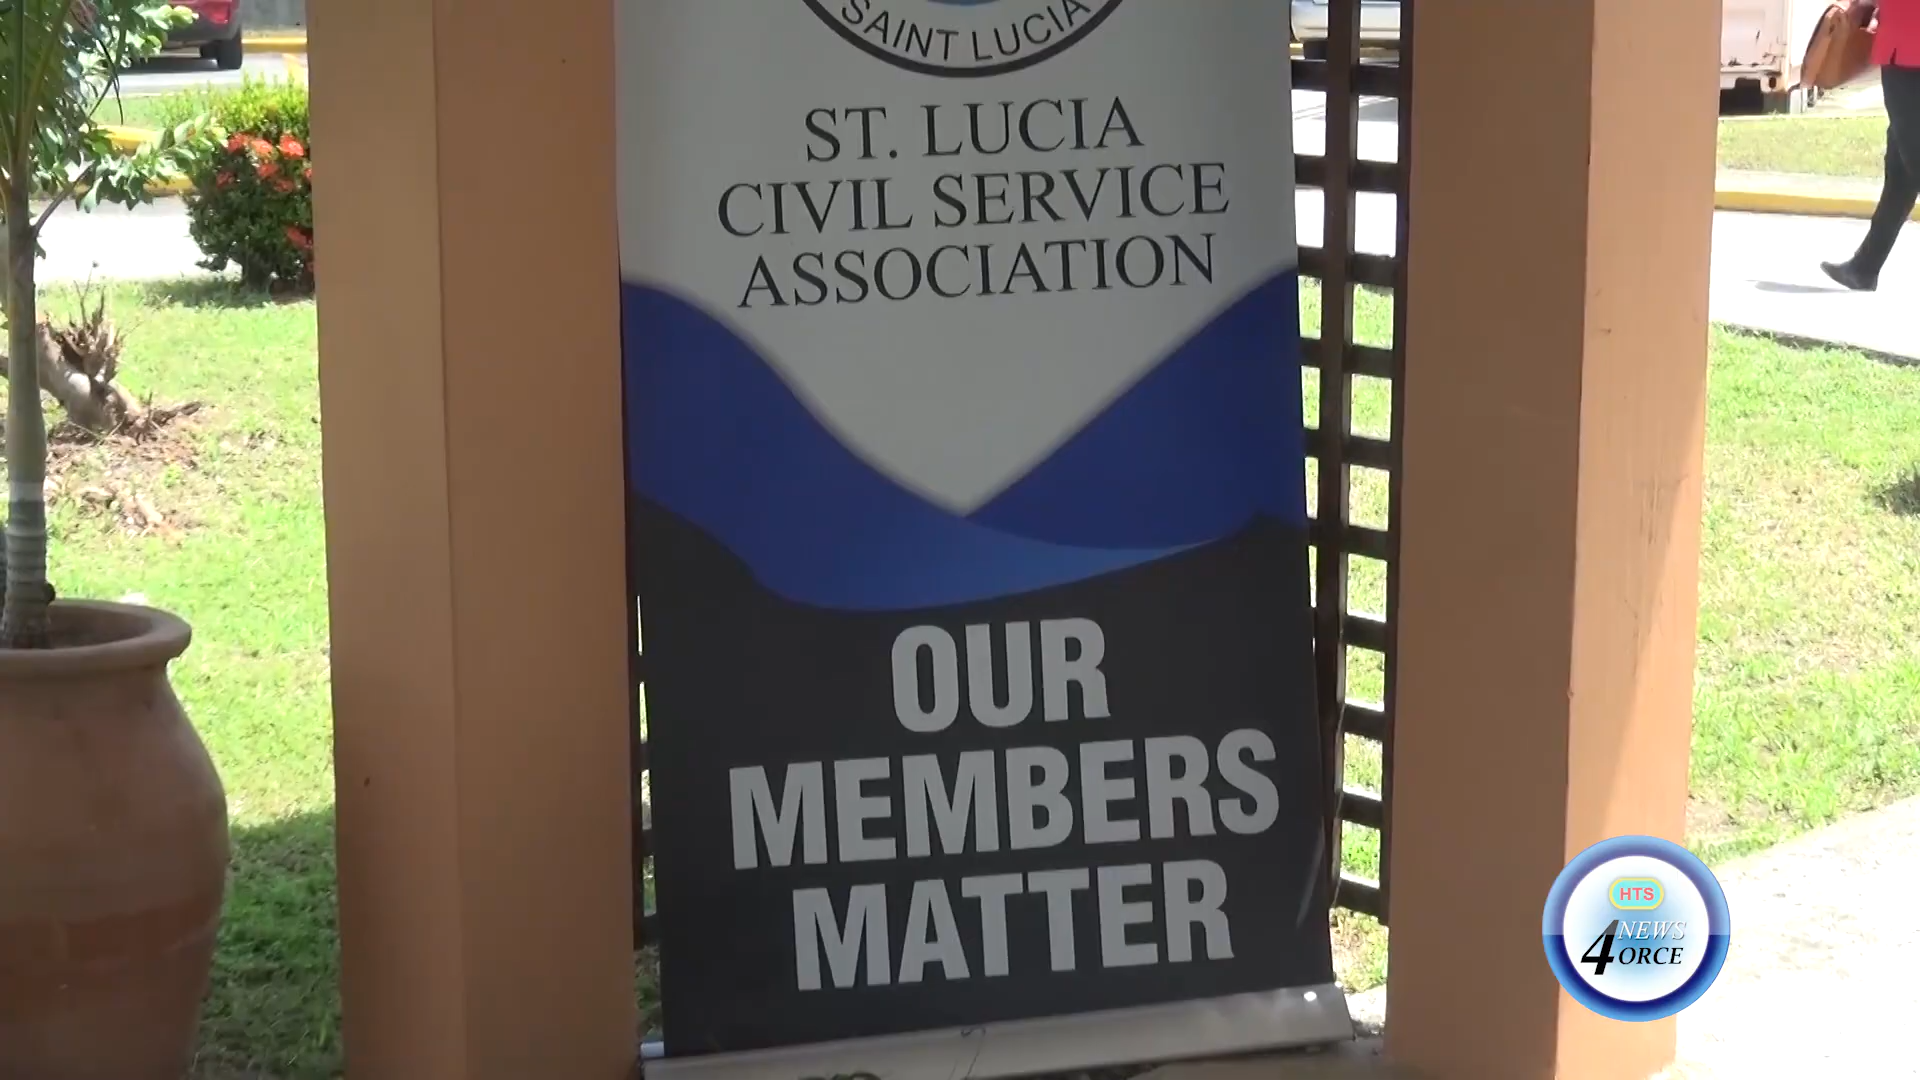 SAINT LUCIA
ST. LUCIA
CIVIL SERVICE
ASSOCIATION
OUR
MEMBERS
MATTER
HTS
NEWS
4ORCE